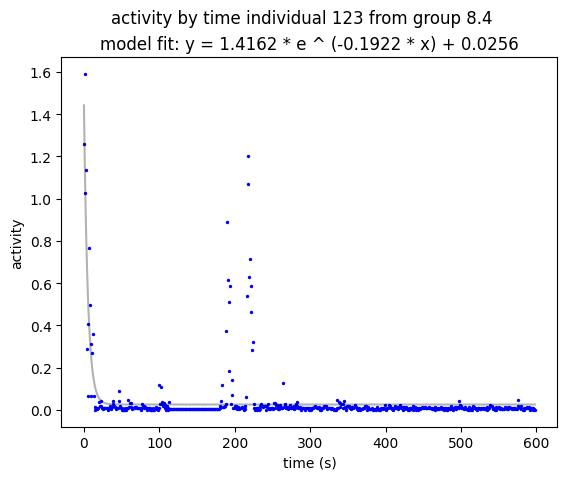 activity by time individual 123 from group 8.4
model fit: y = 1.4162 * e ^ (-0.1922 * x) + 0.0256
1.6
1.4
1.2
1.0
0.8
0.6
0.4
0.2
0.0
activity
0 100 200 300 400 500 600
time (s)